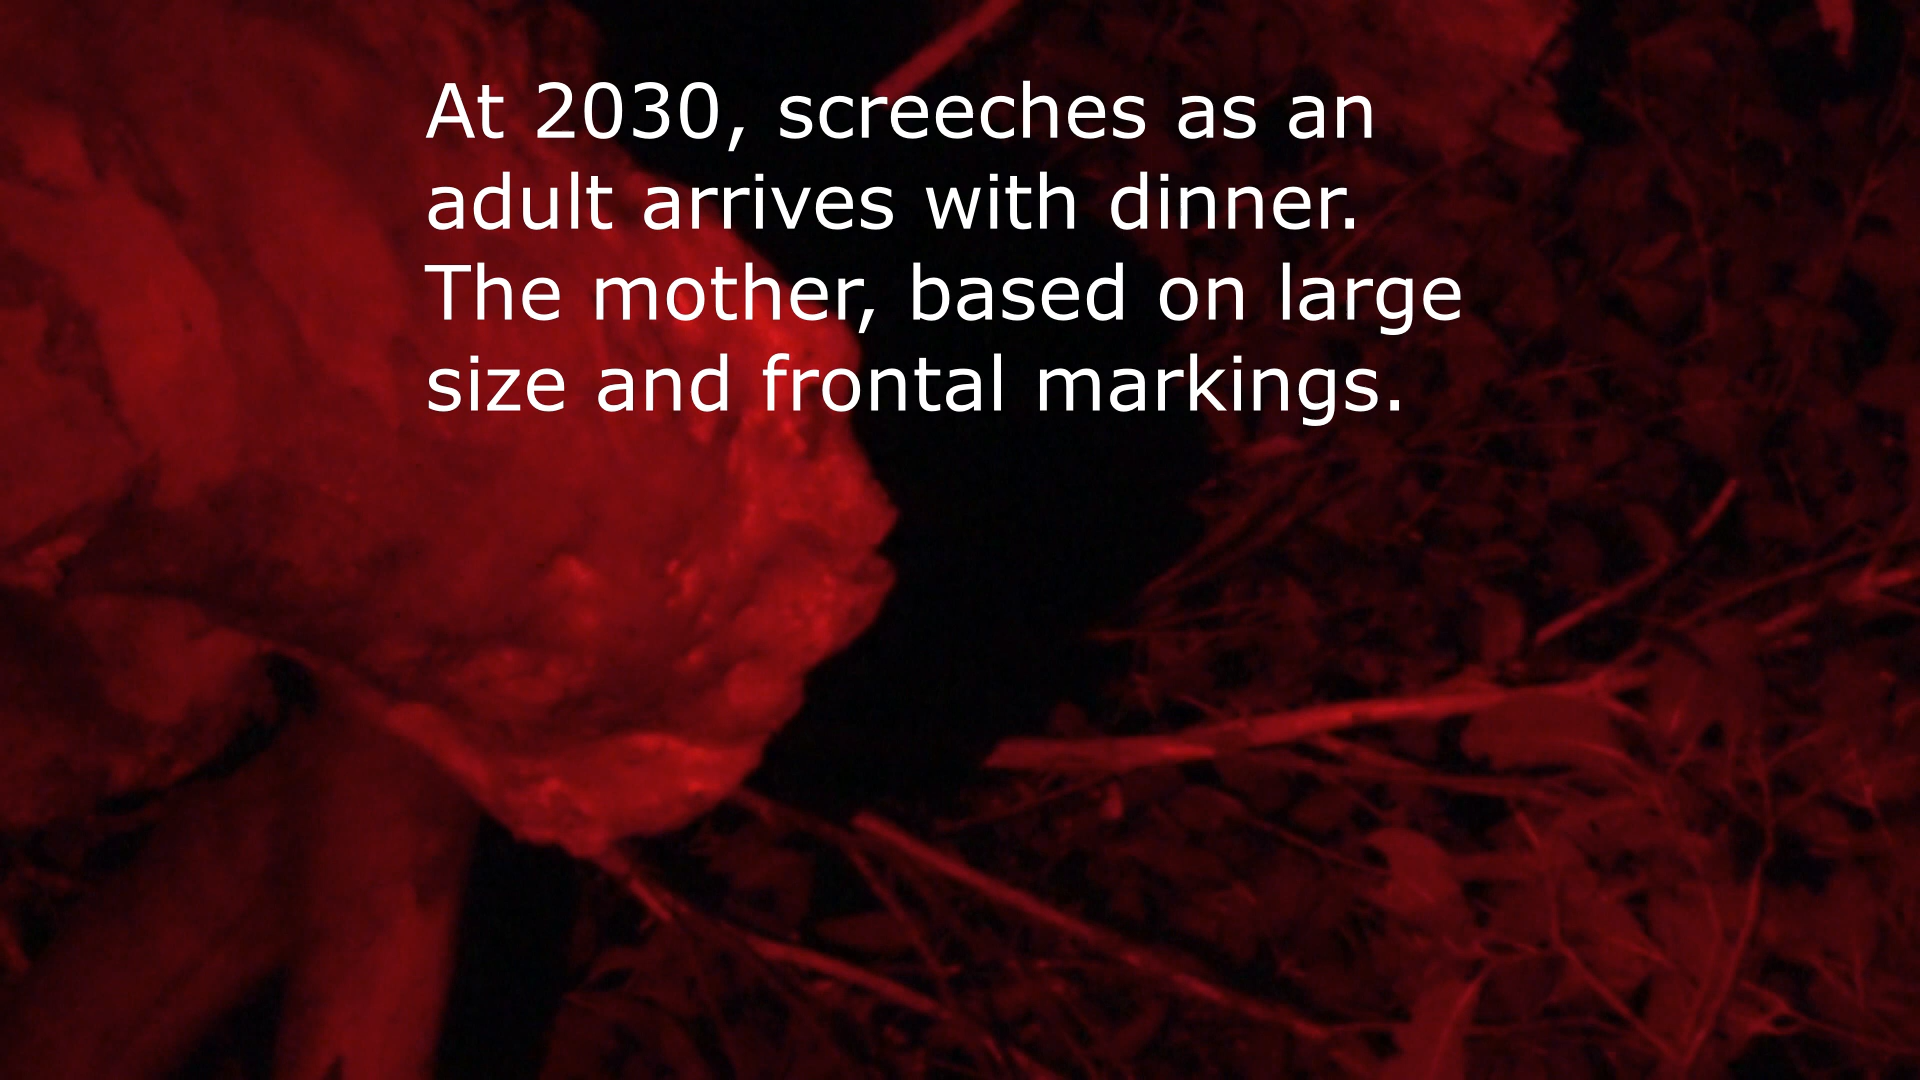 At 2030, screeches as an
adult arrives with dinner.
The mother, based on large
size and frontal markings.